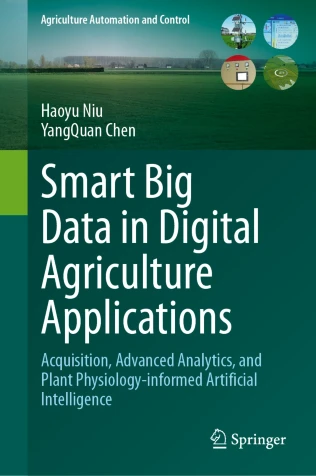 Agriculture Automation and Control
Haoyu Niu
YangQuan Chen
Smart Big
Data in Digital
Agriculture
Applications
Acquisition, Advanced Analytics, and
Plant Physiology-informed Artificial
Intelligence
Springer